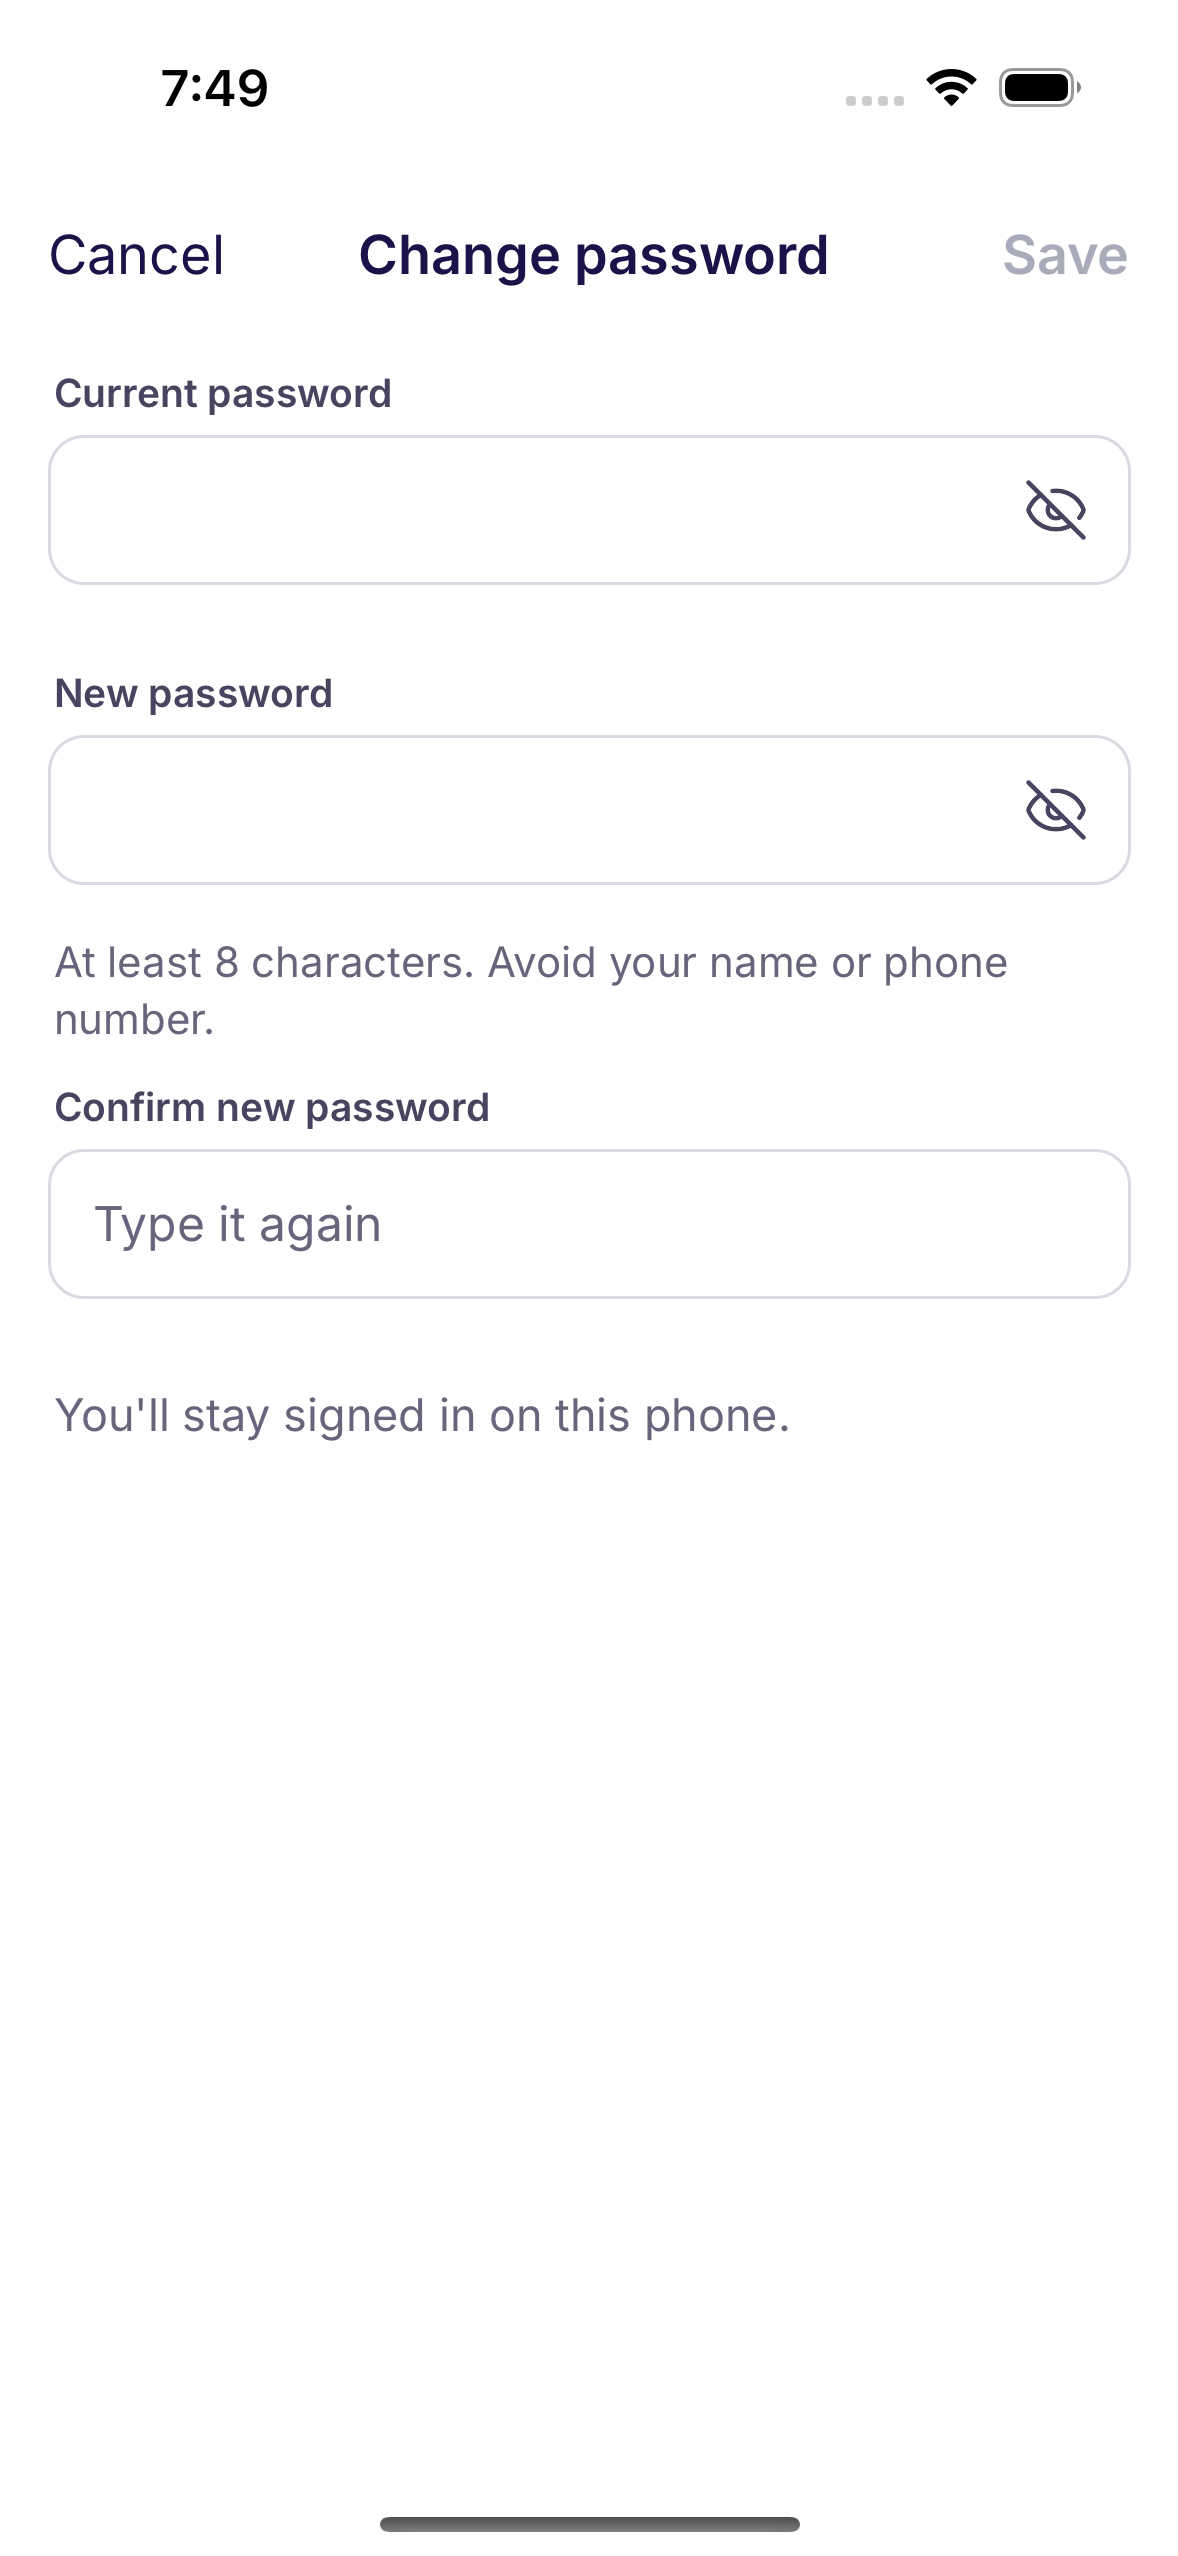 7:49
Cancel Change password Save
Current password
New password
At least 8 characters. Avoid your name or phone
number.
Confirm new password
Type it again
You'll stay signed in on this phone.